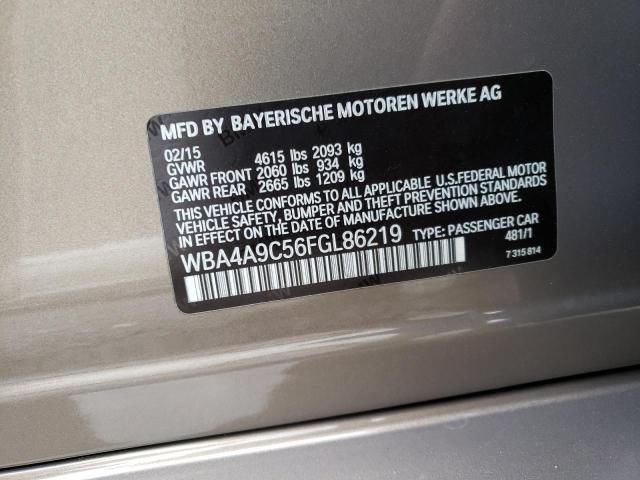 MFD BY BAYERISCHE MOTOREN WERKE AG
02/15
GVWR 4615 lbs 2093 kg
GAWR FRONT 2060 lbs 934 kg
GAWR REAR 2665 lbs 1209 kg
THIS VEHICLE CONFORMS TO ALL APPLICABLE U.S.FEDERAL MOTOR
VEHICLE SAFETY, BUMPER, AND THEFT PREVENTION STANDARDS IN
EFFECT ON THE DATE OF MANUFACTURE SHOWN ABOVE.
WBA4A9C56FGL86219 TYPE: PASSENGER CAR
481/1
7 315 814